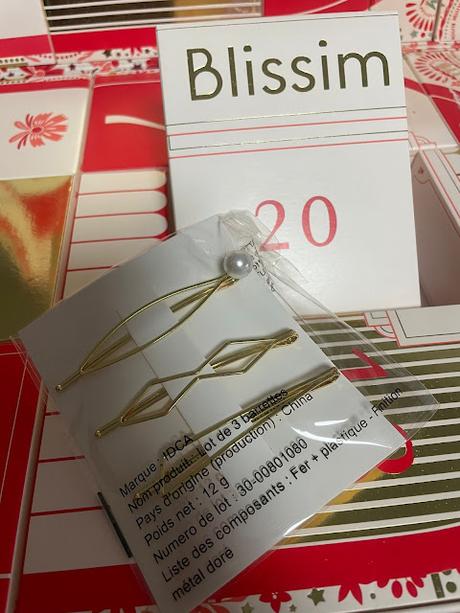 Blissim
20
Marque : IDCA
Nom produit: Lot de 3 barrettes
Pays d'origine (production) : China
Poids net : 12 g
Numero de lot : 30-00801080
Liste des composants : Fer + plastique : Finition
métal doré